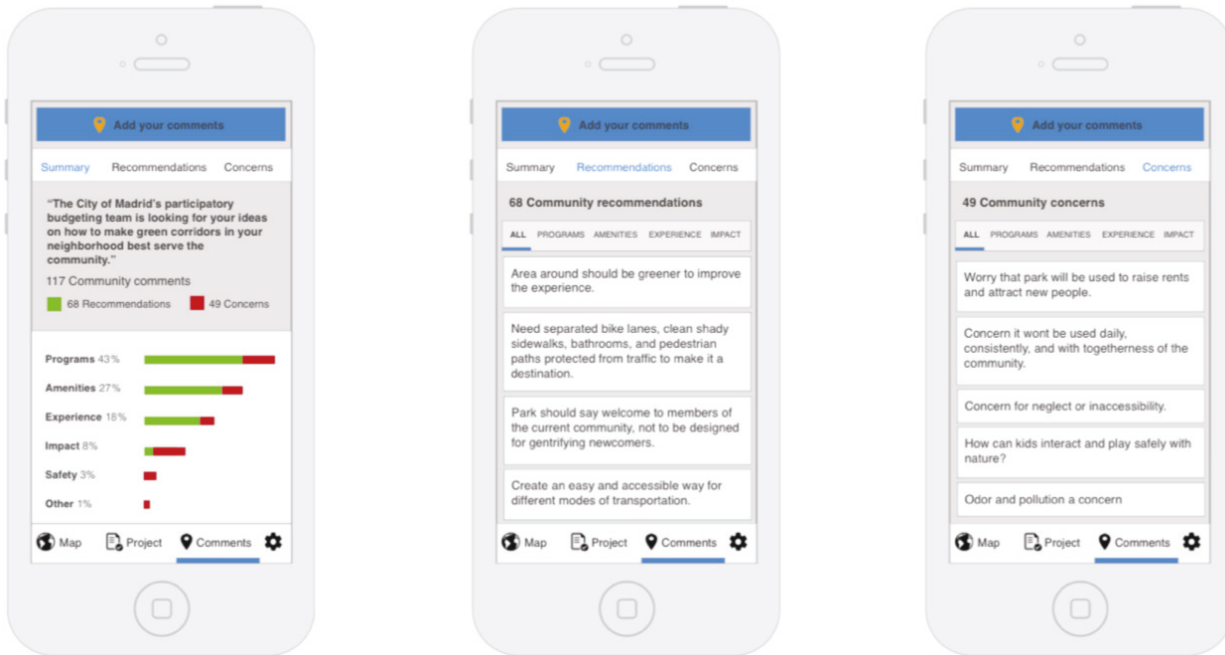 Add your comments
Summary Recommendations Concerns
“The City of Madrid’s participatory
budgeting team is looking for your ideas
on how to make green corridors in your
neighborhood best serve the
community.”
117 Community comments
68 Recommendations 49 Concerns
Programs 43%
Amenities 27%
Experience 18%
Impact 8%
Safety 3%
Other 1%
Map Project Comments
Add your comments
Summary Recommendations Concerns
68 Community recommendations
ALL PROGRAMS AMENITIES EXPERIENCE IMPACT
Area around should be greener to improve
the experience.
Need separated bike lanes, clean shady
sidewalks, bathrooms, and pedestrian
paths protected from traffic to make it a
destination.
Park should say welcome to members of
the current community, not to be designed
for gentrifying newcomers.
Create an easy and accessible way for
different modes of transportation.
Map Project Comments
Add your comments
Summary Recommendations Concerns
49 Community concerns
ALL PROGRAMS AMENITIES EXPERIENCE IMPACT
Worry that park will be used to raise rents
and attract new people.
Concern it wont be used daily,
consistently, and with togetherness of the
community.
Concern for neglect or inaccessibility.
How can kids interact and play safely with
nature?
Odor and pollution a concern
Map Project Comments